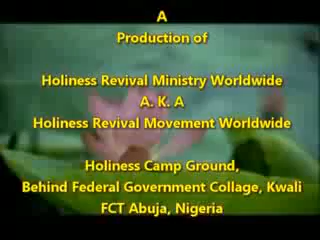 A
Production of
Holiness Revival Ministry Worldwide
A. K. A
Holiness Revival Movement Worldwide
Holiness Camp Ground,
Behind Federal Government Collage, Kwali
FCT Abuja, Nigeria